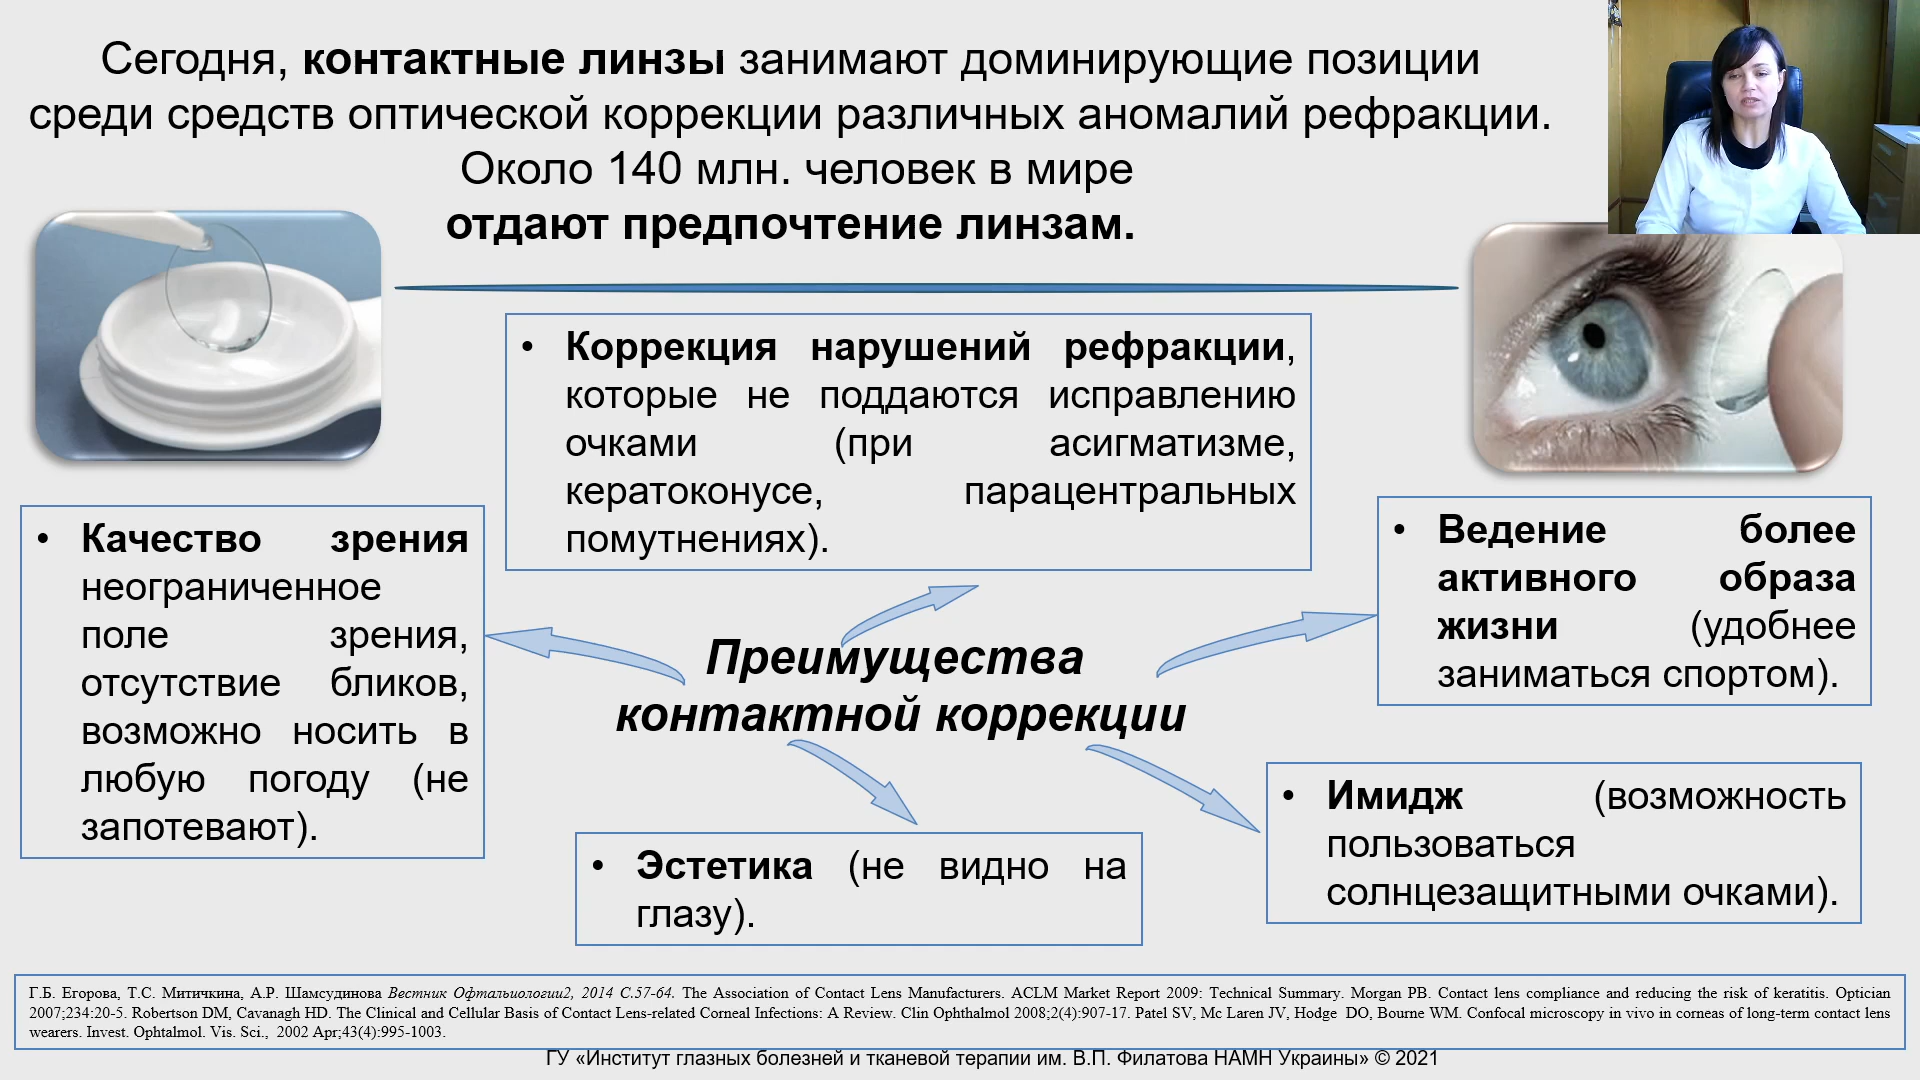 Сегодня, контактные линзы занимают доминирующие позиции
среди средств оптической коррекции различных аномалий рефракции.
Около 140 млн. человек в мире
отдают предпочтение линзам.
• Коррекция нарушений рефракции,
которые не поддаются исправлению
очками (при асигматизме,
кератоконусе, парацентральных
помутнениях).
• Качество зрения
неограниченное
поле зрения,
отсутствие бликов,
возможно носить в
любую погоду (не
запотевают).
• Ведение более
активного образа
жизни (удобнее
заниматься спортом).
Преимущества
контактной коррекции
• Имидж (возможность
пользоваться
солнцезащитными очками).
• Эстетика (не видно на
глазу).
Г.Б. Егорова, Т.С. Митичкина, А.Р. Шамсудинова Вестник Офтальиологии2, 2014 С.57-64. The Association of Contact Lens Manufacturers. ACLM Market Report 2009: Technical Summary. Morgan PB. Contact lens compliance and reducing the risk of keratitis. Optician
2007;234:20-5. Robertson DM, Cavanagh HD. The Clinical and Cellular Basis of Contact Lens-related Corneal Infections: A Review. Clin Ophthalmol 2008;2(4):907-17. Patel SV, Mc Laren JV, Hodge DO, Bourne WM. Confocal microscopy in vivo in corneas of long-term contact lens
wearers. Invest. Ophtalmol. Vis. Sci., 2002 Apr;43(4):995-1003.
ГУ «Институт глазных болезней и тканевой терапии им. В.П. Филатова НАМН Украины» © 2021